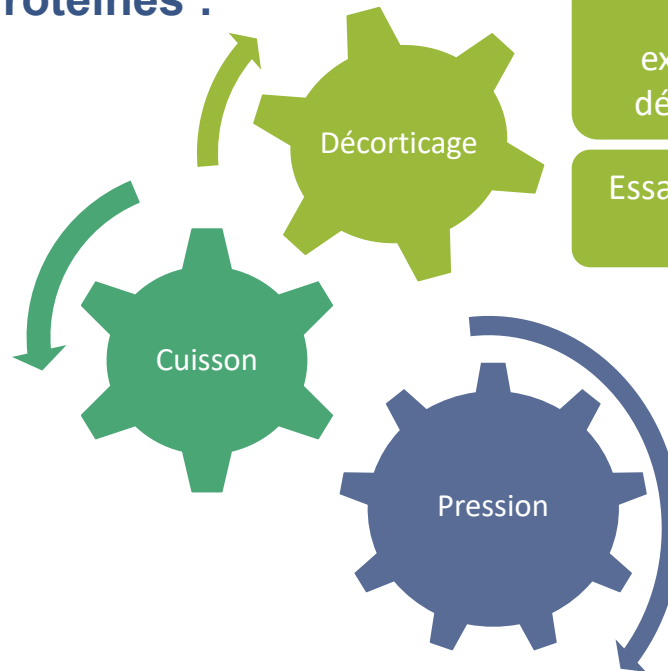 rotéines :
ex
dé
Décorticage
Essa
Cuisson
Pression